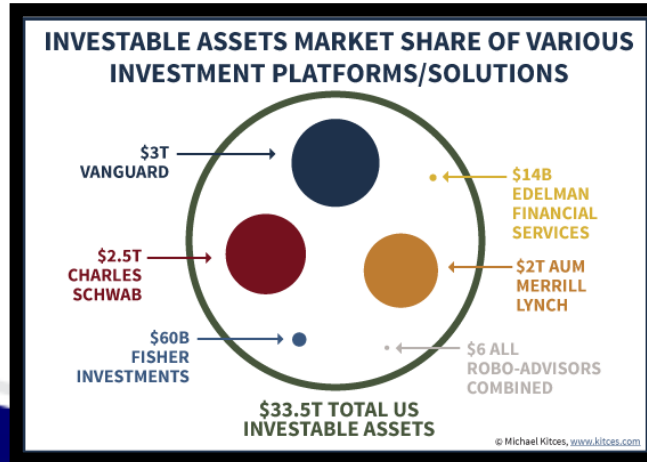 INVESTABLE ASSETS MARKET SHARE OF VARIOUS
INVESTMENT PLATFORMS/SOLUTIONS
$3T
VANGUARD
$14B
EDELMAN
FINANCIAL
SERVICES
$2.5T
CHARLES
SCHWAB
$2T AUM
MERRILL
LYNCH
$60B
FISHER
INVESTMENTS
$6 ALL
ROBO-ADVISORS
COMBINED
$33.5T TOTAL US
INVESTABLE ASSETS
© Michael Kitces, www.kitces.com